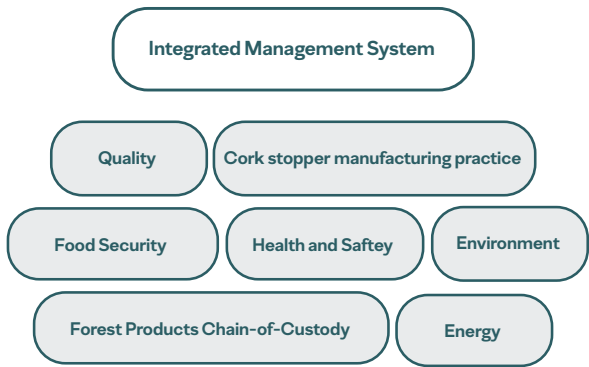 Integrated Management System
Quality
Cork stopper manufacturing practice
Food Security
Health and Saftey
Environment
Forest Products Chain-of-Custody
Energy